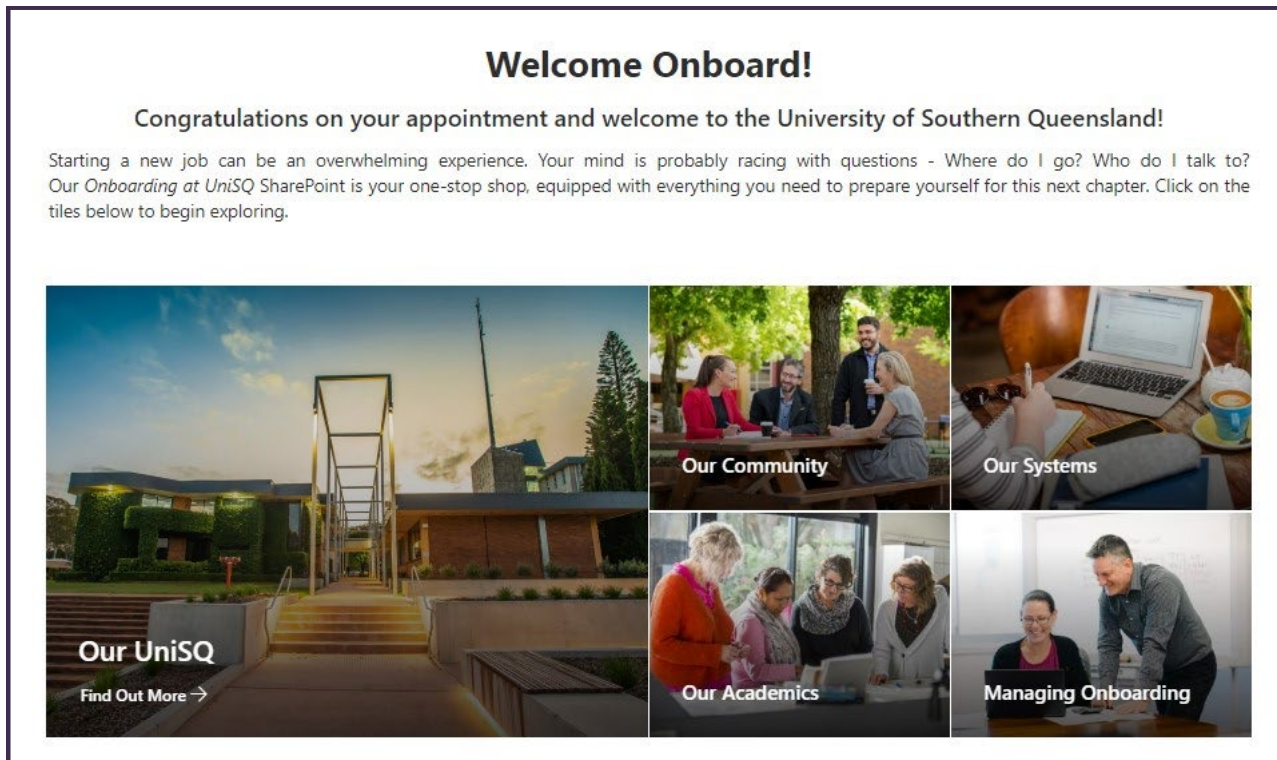 Welcome Onboard!
Congratulations on your appointment and welcome to the University of Southern Queensland!
Starting a new job can be an overwhelming experience. Your mind is probably racing with questions - Where do I go? Who do I talk to?
Our Onboarding at UniSQ SharePoint is your one-stop shop, equipped with everything you need to prepare yourself for this next chapter. Click on the
tiles below to begin exploring.
Our UniSQ
Find Out More →
Our Community
Our Systems
Our Academics
Managing Onboarding